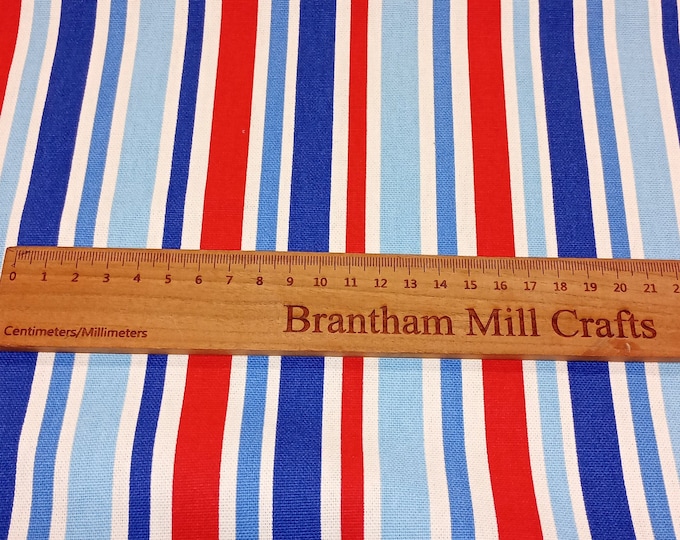 0 1 2 3 4 5 6 7 8 9 10 11 12 13 14 15 16 17 18 19 20 21
Centimeters/Millimeters
Brantham Mill Crafts